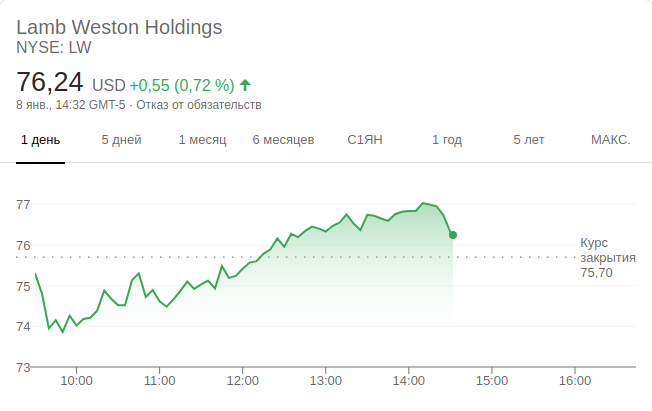 Lamb Weston Holdings
NYSE: LW
76,24 USD +0,55 (0,72 %)
8 янв., 14:32 GMT-5 · Отказ от обязательств
1 день 5 дней 1 месяц 6 месяцев С1ЯН 1 год 5 лет МАКС.
77
76
75
74
73
Курс
закрытия
75,70
10:00 11:00 12:00 13:00 14:00 15:00 16:00